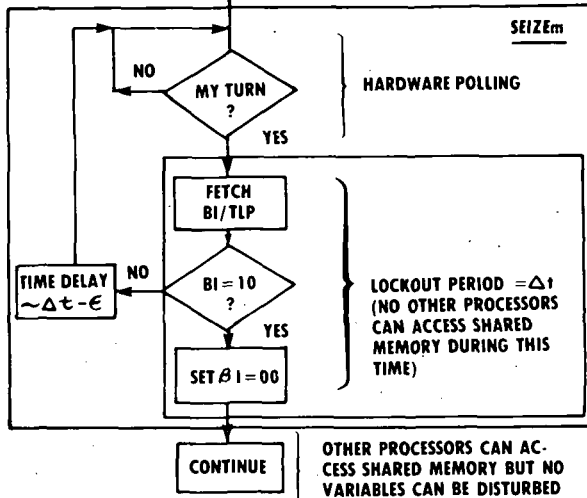 SEIZEm
NO
MY TURN
?
HARDWARE POLLING
YES
FETCH
BI/TLP
TIME DELAY
~Δt-ϵ
NO
BI=10
?
YES
SET βI=00
LOCKOUT PERIOD =Δt
(NO OTHER PROCESSORS
CAN ACCESS SHARED
MEMORY DURING THIS
TIME)
CONTINUE
OTHER PROCESSORS CAN AC-
CESS SHARED MEMORY BUT NO
VARIABLES CAN BE DISTURBED